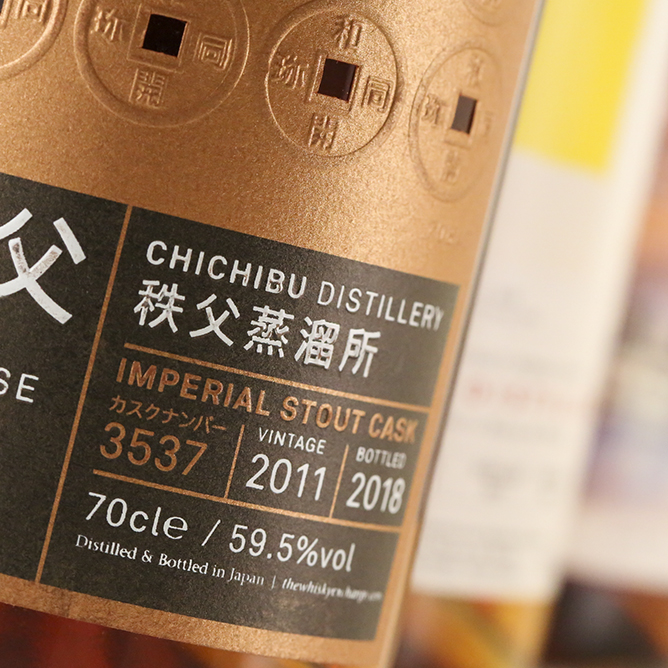 和
同
開
珎
父
SE
CHICHIBU DISTILLERY
秩父蒸溜所
IMPERIAL STOUT CASK
カスクナンバー
3537
VINTAGE
2011
BOTTLED
2018
70cle / 59.5%vol
Distilled & Bottled in Japan | thewhiskyexchange.com